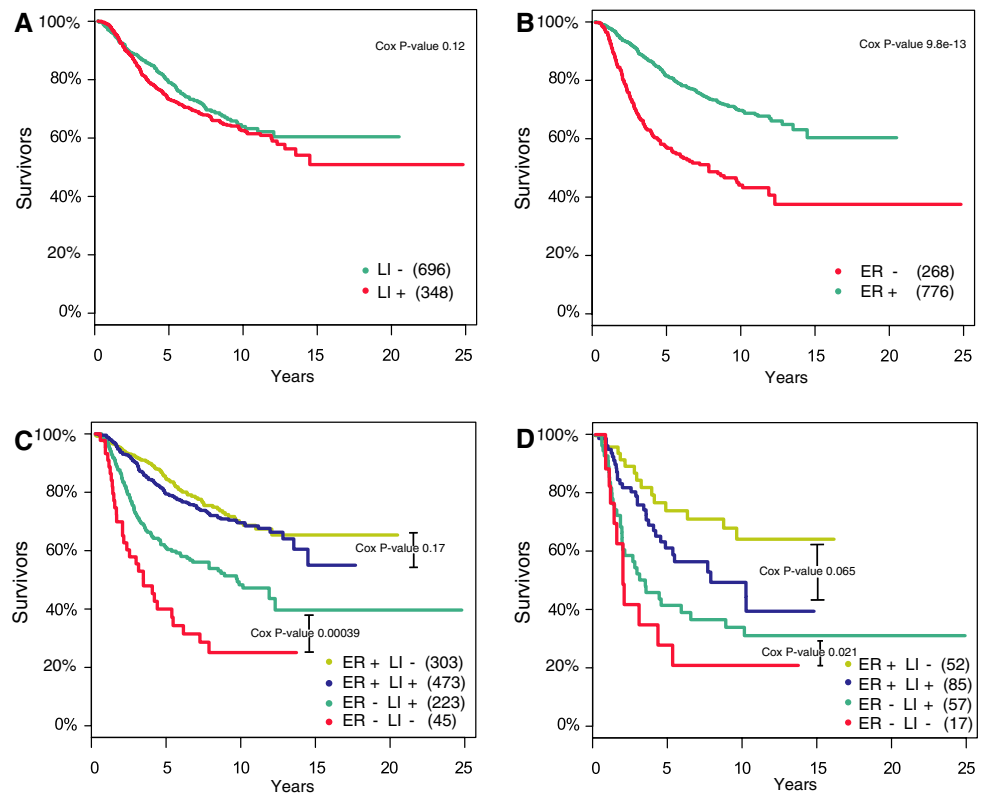 A
100%
80%
60%
40%
20%
0%
Survivors
Cox P-value 0.12
LI - (696)
LI + (348)
0 5 10 15 20 25
Years
B
100%
80%
60%
40%
20%
0%
Survivors
Cox P-value 9.8e-13
ER - (268)
ER + (776)
0 5 10 15 20 25
Years
C
100%
80%
60%
40%
20%
0%
Survivors
Cox P-value 0.17
Cox P-value 0.00039
ER + LI - (303)
ER + LI + (473)
ER - LI + (223)
ER - LI - (45)
0 5 10 15 20 25
Years
D
100%
80%
60%
40%
20%
0%
Survivors
Cox P-value 0.065
Cox P-value 0.021
ER + LI - (52)
ER + LI + (85)
ER - LI + (57)
ER - LI - (17)
0 5 10 15 20 25
Years